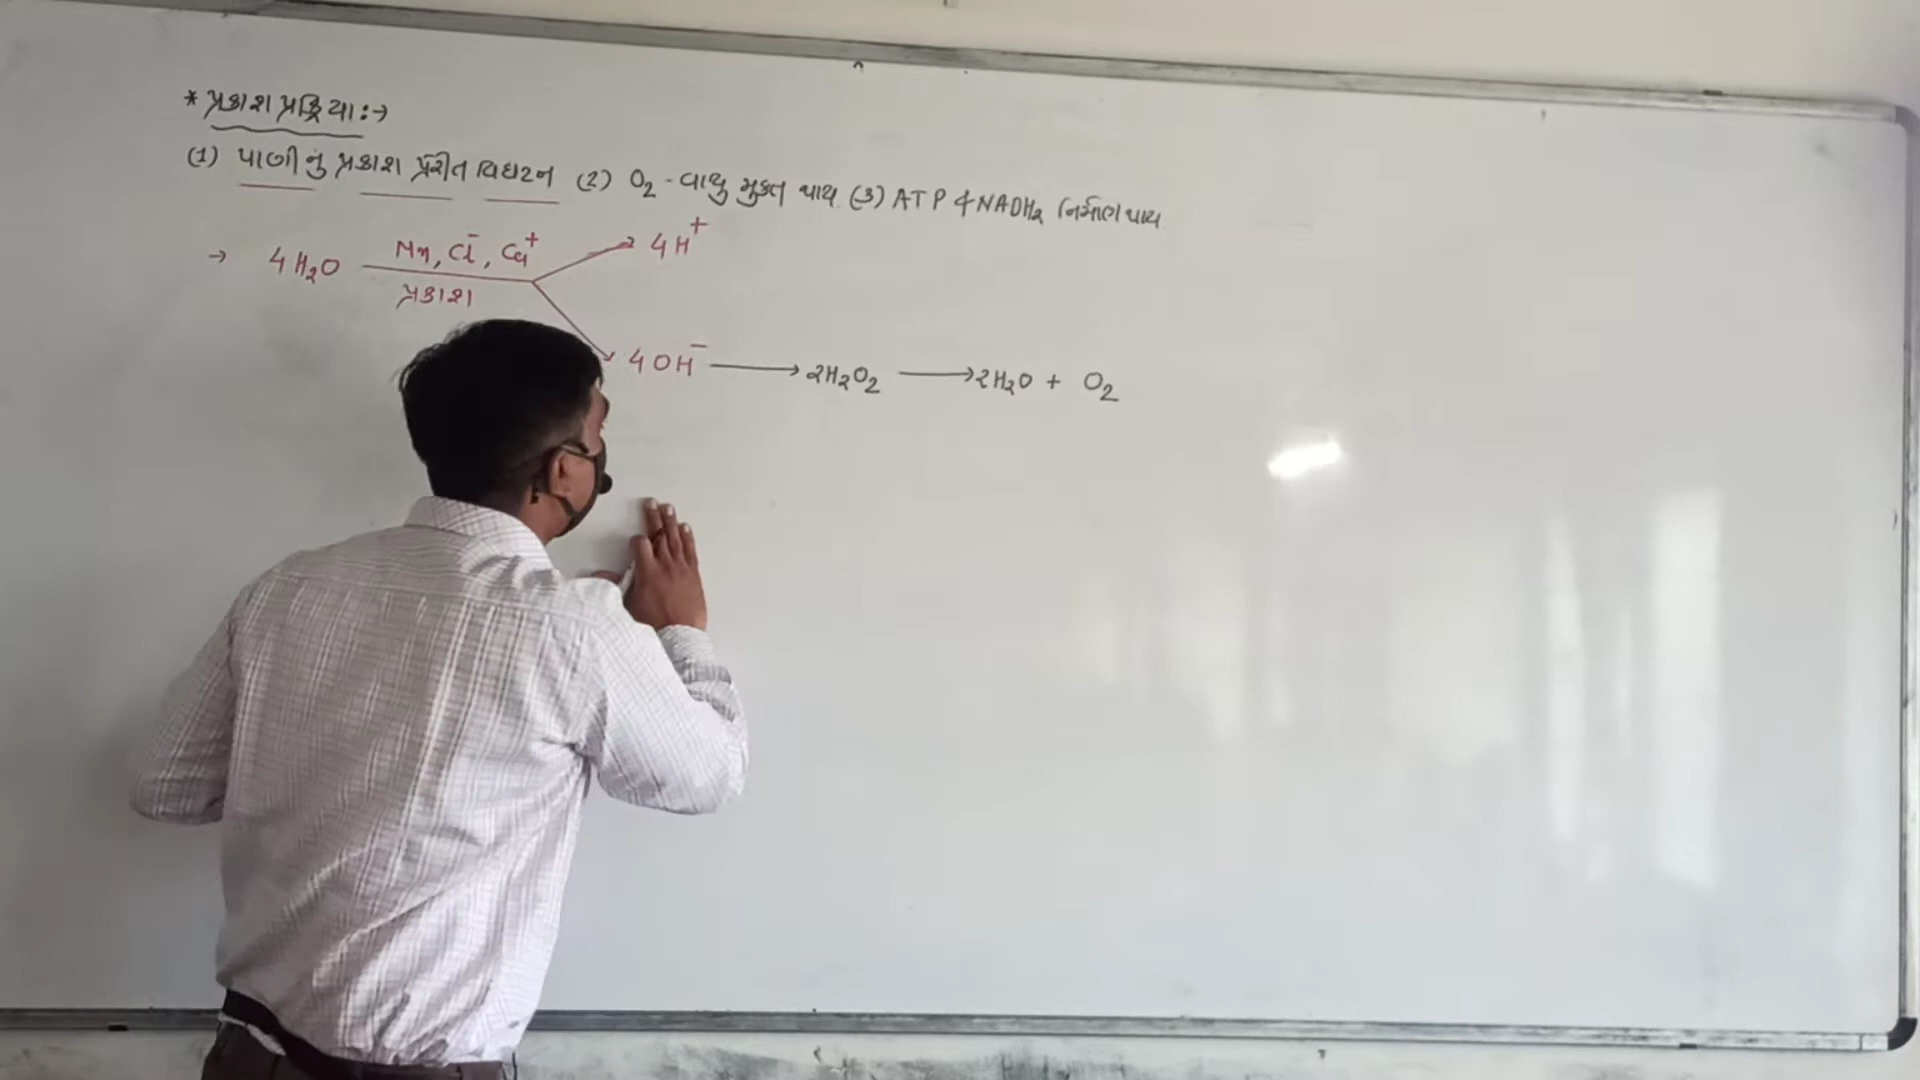 * પ્રકાશ પ્રક્રિયા :→
(1) પાણીનું પ્રકાશ પ્રેરીત વિઘટન (2) O₂ - વાયુ મુક્ત થાય (૩) ATP & NADH₂ નિર્માણ થાય
→ 4H₂O Mn, Cl⁻, Ca⁺ 4H⁺
પ્રકાશ
4OH⁻ ⟶ 2H₂O₂ ⟶ 2H₂O + O₂